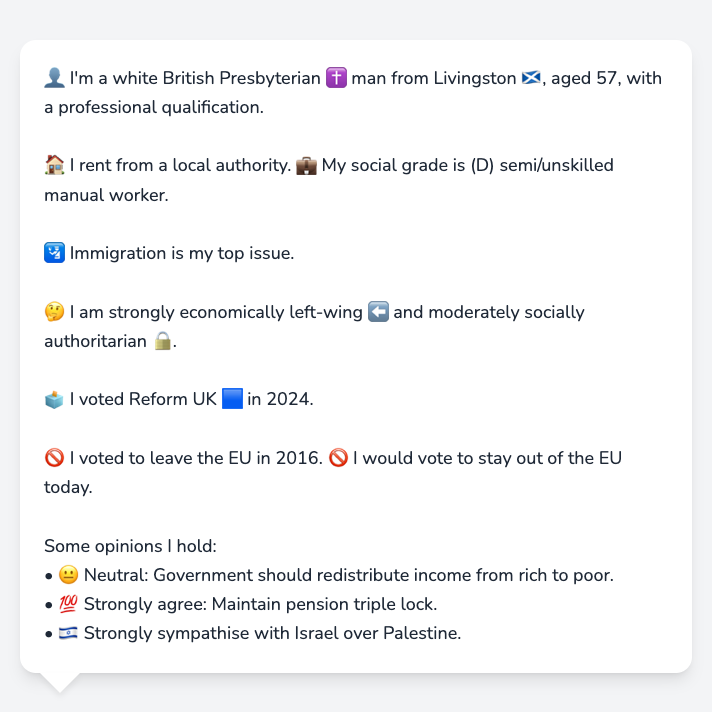 👤 I'm a white British Presbyterian ✝️ man from Livingston 🏴󠁧󠁢󠁳󠁣󠁴󠁿, aged 57, with
a professional qualification.
🏠 I rent from a local authority. 💼 My social grade is (D) semi/unskilled
manual worker.
🛂 Immigration is my top issue.
🤔 I am strongly economically left-wing ⬅️ and moderately socially
authoritarian 🔒.
🗳️ I voted Reform UK 🟦 in 2024.
🚫 I voted to leave the EU in 2016. 🚫 I would vote to stay out of the EU
today.
Some opinions I hold:
• 😐 Neutral: Government should redistribute income from rich to poor.
• 💯 Strongly agree: Maintain pension triple lock.
• 🇮🇱 Strongly sympathise with Israel over Palestine.